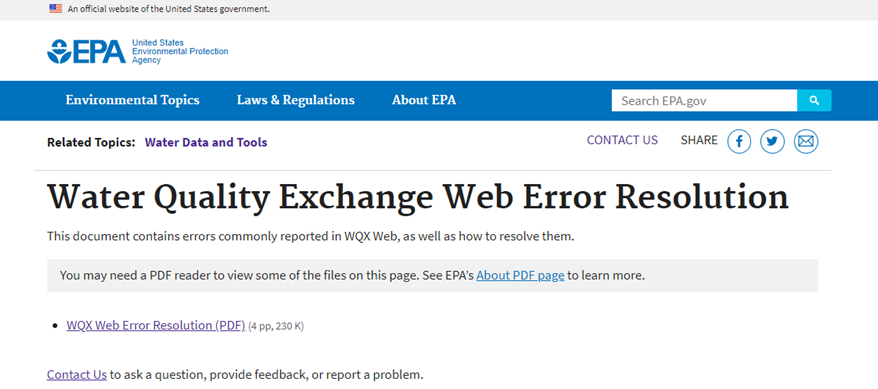 An official website of the United States government.
EPA
United States
Environmental Protection
Agency
Environmental Topics Laws & Regulations About EPA Search EPA.gov
Related Topics: Water Data and Tools CONTACT US SHARE
Water Quality Exchange Web Error Resolution
This document contains errors commonly reported in WQX Web, as well as how to resolve them.
You may need a PDF reader to view some of the files on this page. See EPA's About PDF page to learn more.
• WQX Web Error Resolution (PDF) (4 pp, 230 K)
Contact Us to ask a question, provide feedback, or report a problem.